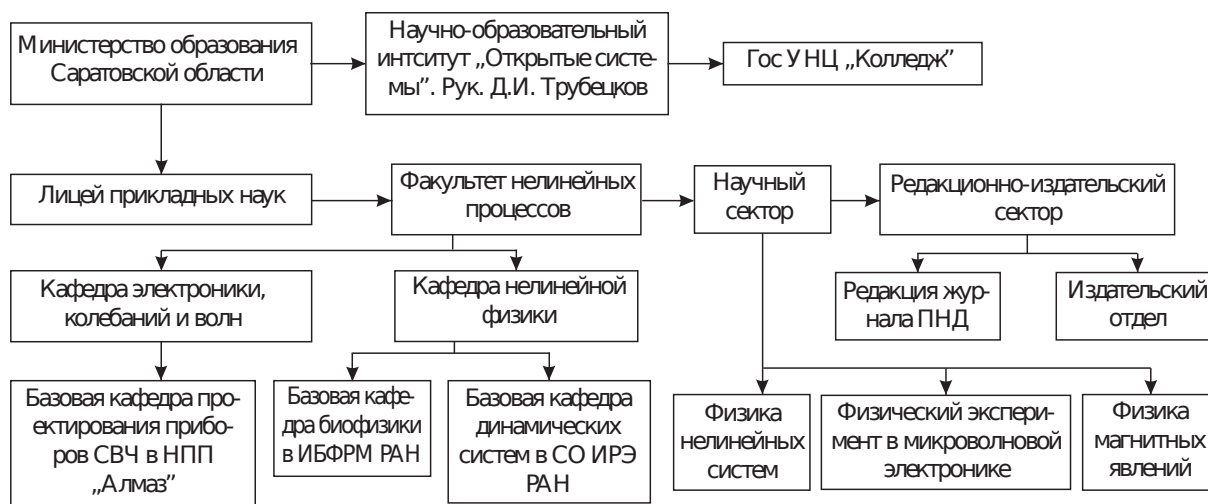 Министерство образования
Саратовской области
Научно-образовательный
интситут „Открытые систе-
мы”. Рук. Д.И. Трубецков
Гос УНЦ „Колледж”
Лицей прикладных наук
Факультет нелинейных
процессов
Научный
сектор
Редакционно-издательский
сектор
Кафедра электроники,
колебаний и волн
Кафедра нелинейной
физики
Редакция жур-
нала ПНД
Издательский
отдел
Базовая кафедра про-
ектирования прибо-
ров СВЧ в НПП
„Алмаз”
Базовая кафе-
дра биофизики
в ИБФРМ РАН
Базовая кафедра
динамических
систем в СО ИРЭ
РАН
Физика
нелинейных
систем
Физический экспери-
мент в микроволновой
электронике
Физика
магнитных
явлений